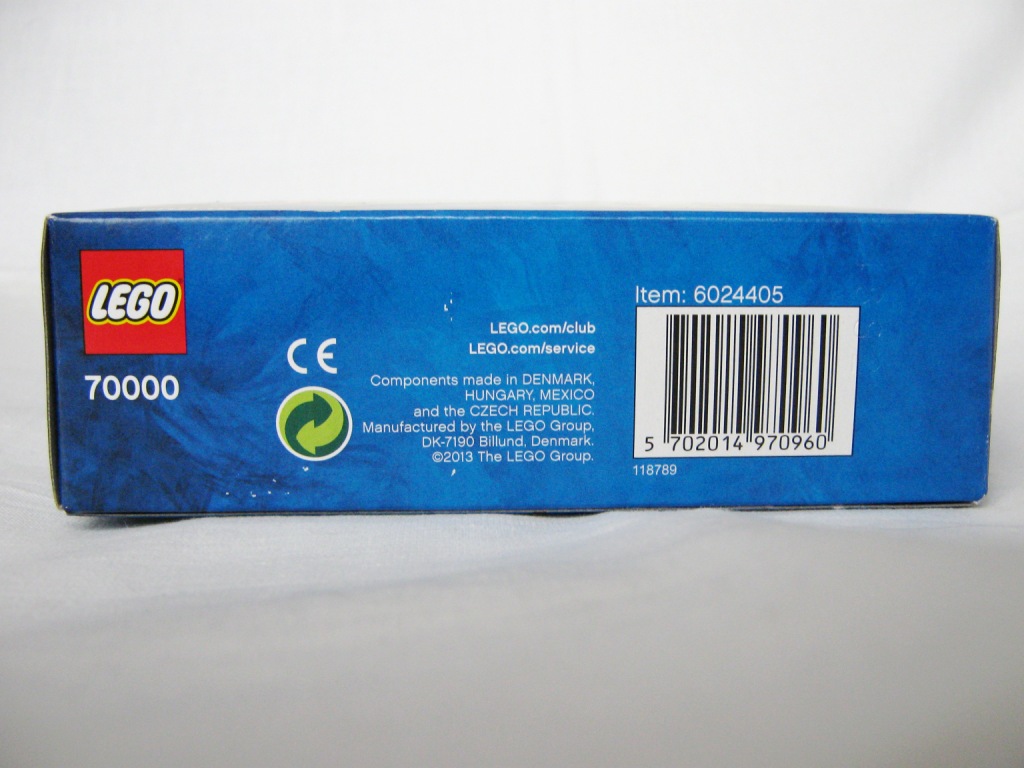 LEGO
70000
CE
LEGO.com/club
LEGO.com/service
Components made in DENMARK,
HUNGARY, MEXICO
and the CZECH REPUBLIC.
Manufactured by the LEGO Group,
DK-7190 Billund, Denmark.
©2013 The LEGO Group.
Item: 6024405
5 702014 970960
118789